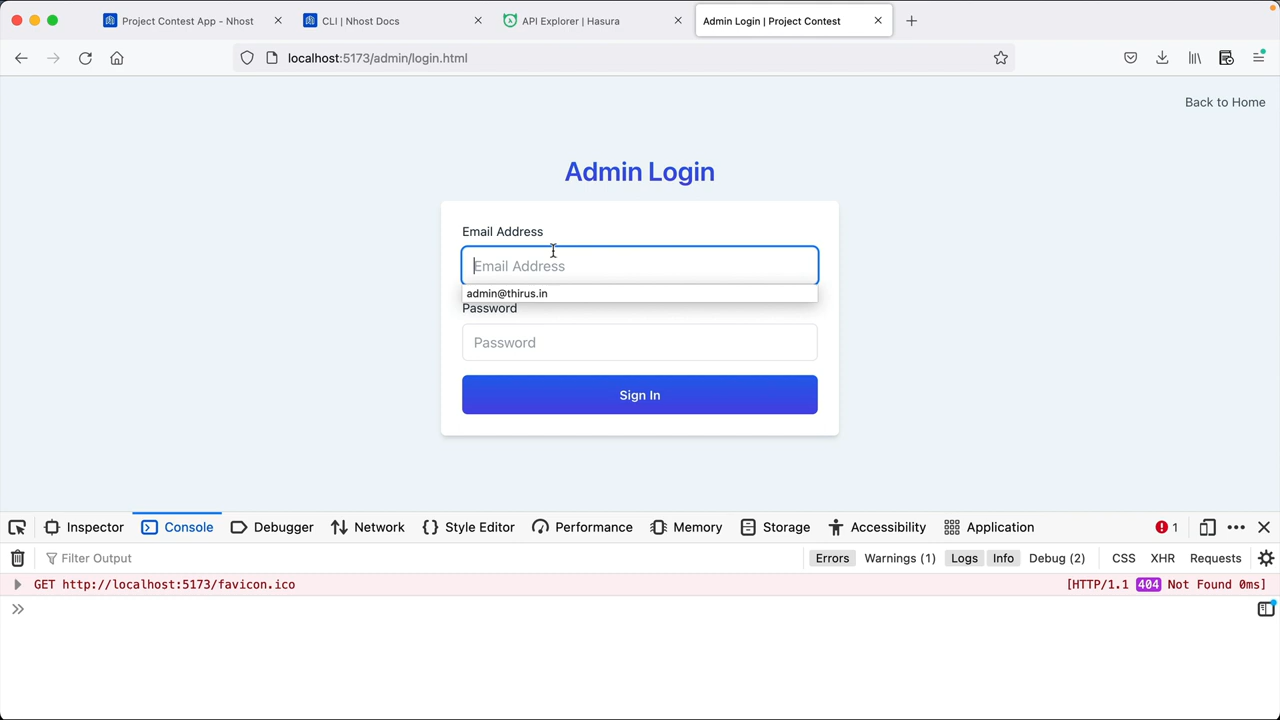 Project Contest App - Nhost
CLI | Nhost Docs
API Explorer | Hasura
Admin Login | Project Contest
localhost:5173/admin/login.html
Back to Home
Admin Login
Email Address
Email Address
admin@thirus.in
Password
Password
Sign In
Inspector Console Debugger Network Style Editor Performance Memory Storage Accessibility Application 1
Filter Output Errors Warnings (1) Logs Info Debug (2) CSS XHR Requests
GET http://localhost:5173/favicon.ico [HTTP/1.1 404 Not Found 0ms]